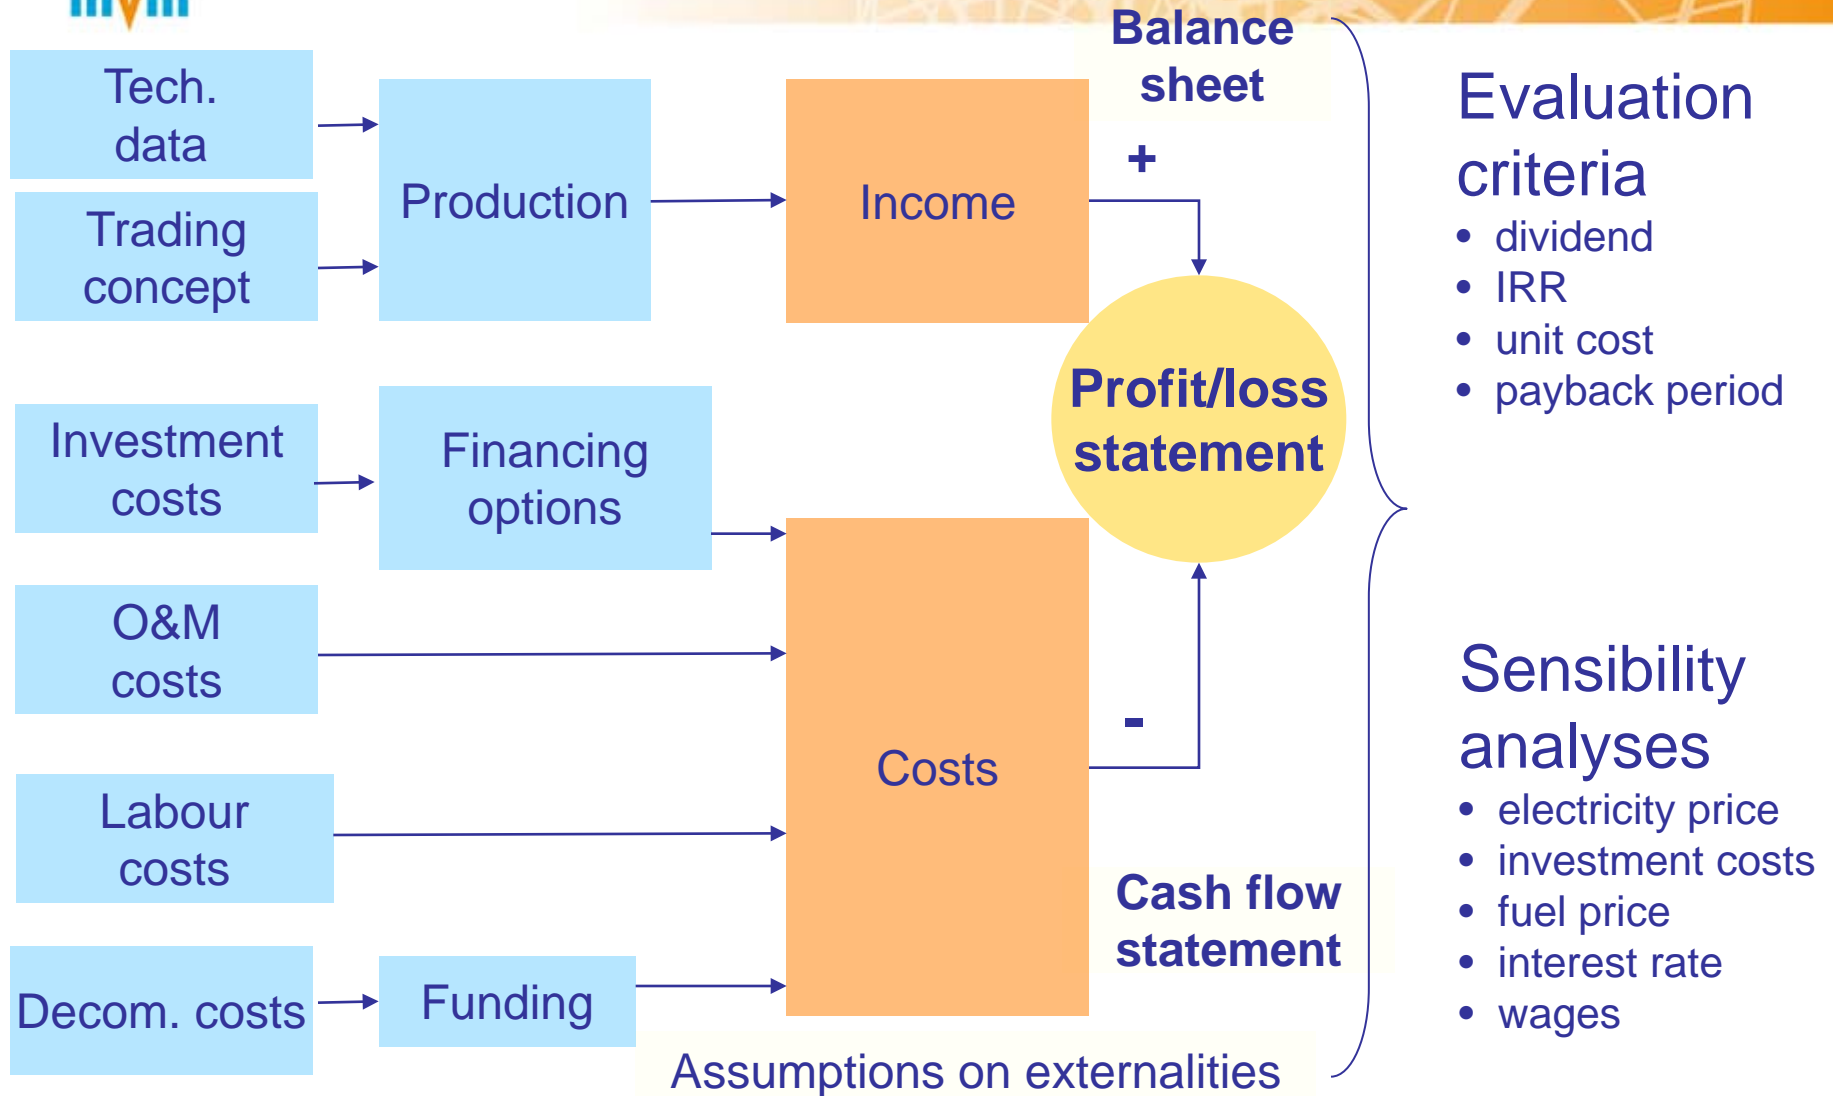 Balance
sheet
Tech.
data
Trading
concept
Production
Income
+
Profit/loss
statement
Investment
costs
Financing
options
O&M
costs
Labour
costs
Decom. costs
Funding
Costs
-
Cash flow
statement
Assumptions on externalities
Evaluation
criteria
• dividend
• IRR
• unit cost
• payback period
Sensibility
analyses
• electricity price
• investment costs
• fuel price
• interest rate
• wages